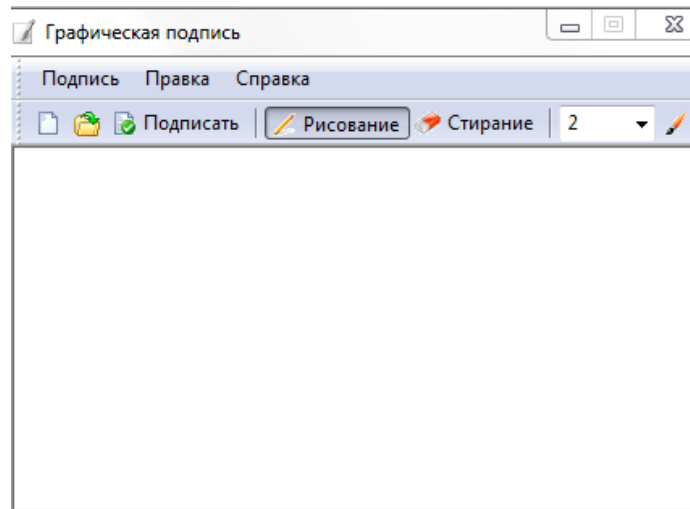 Графическая подпись
Подпись Правка Справка
Подписать Рисование Стирание 2